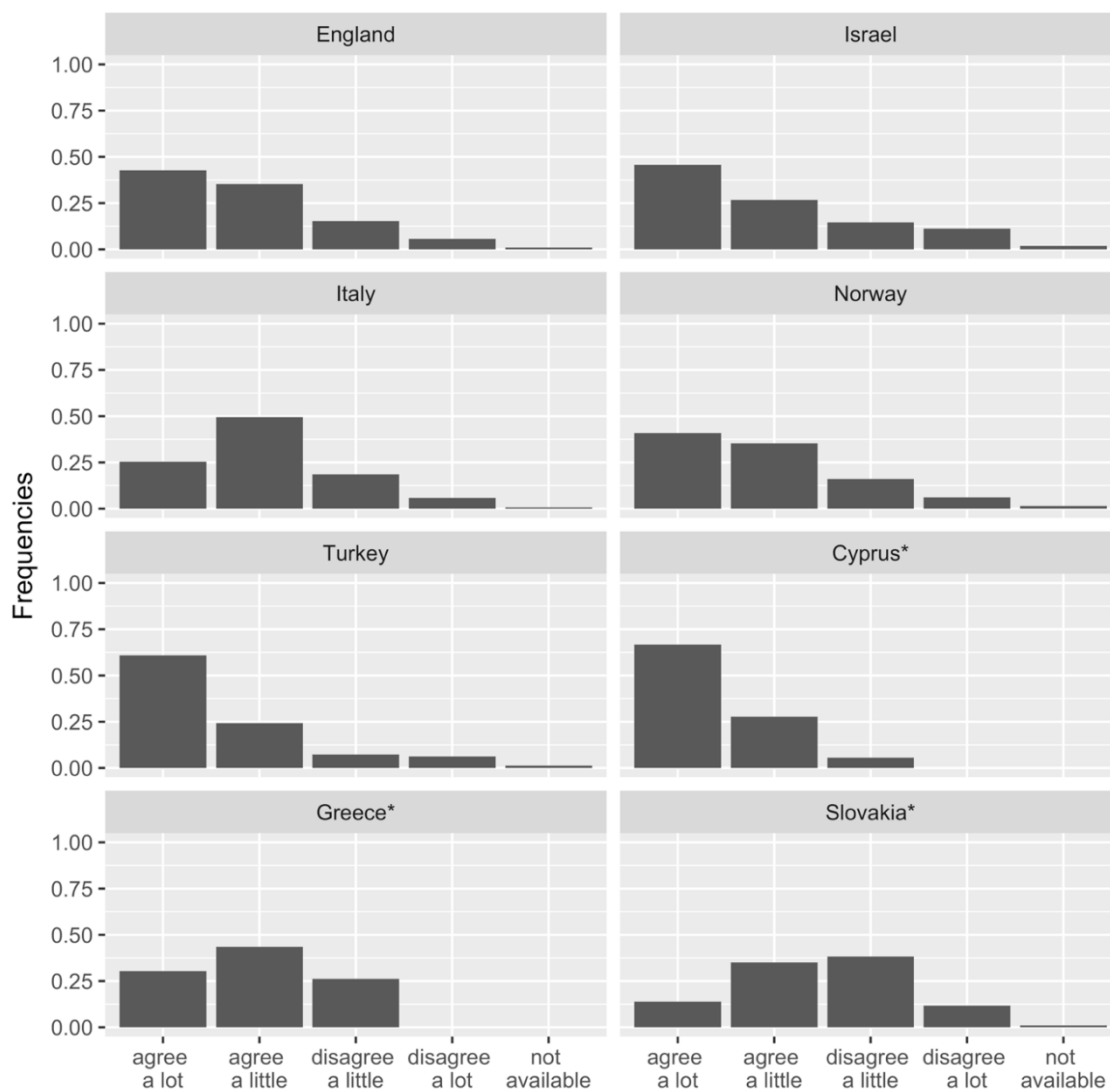 England
Israel
1.00
0.75
0.50
0.25
0.00
Italy
Norway
1.00
0.75
0.50
0.25
0.00
Frequencies
Turkey
Cyprus*
1.00
0.75
0.50
0.25
0.00
Greece*
Slovakia*
1.00
0.75
0.50
0.25
0.00
agree
a lot
agree
a little
disagree
a little
disagree
a lot
not
available
agree
a lot
agree
a little
disagree
a little
disagree
a lot
not
available